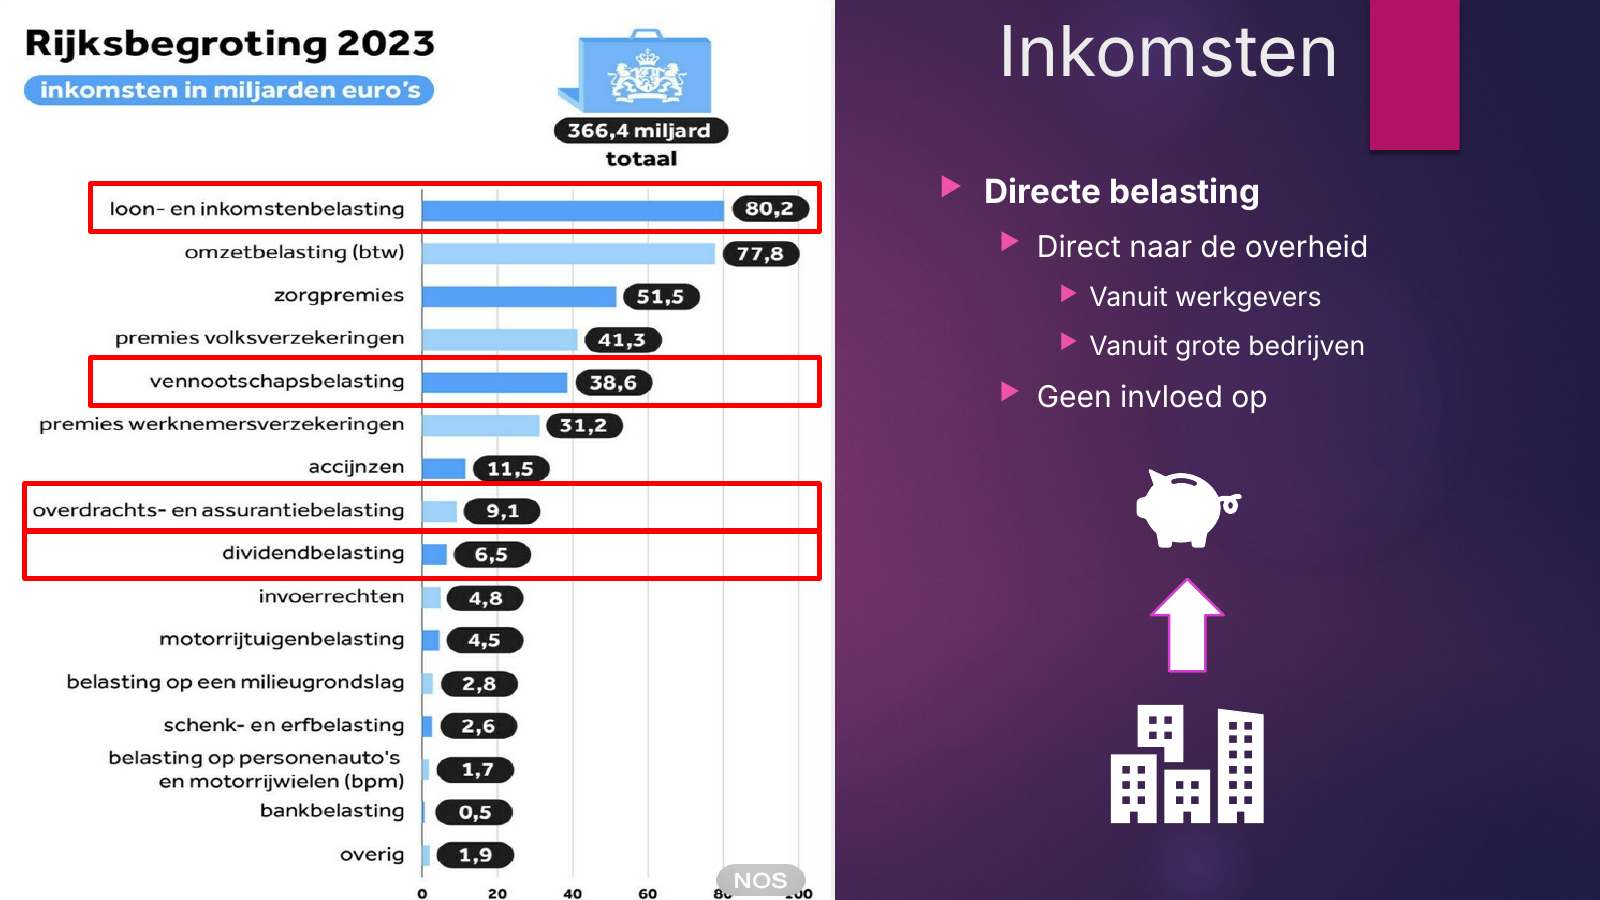 Rijksbegroting 2023
inkomsten in miljarden euro's
366,4 miljard
totaal
loon- en inkomstenbelasting 80,2
omzetbelasting (btw) 77,8
zorgpremies 51,5
premies volksverzekeringen 41,3
vennootschapsbelasting 38,6
premies werknemersverzekeringen 31,2
accijnzen 11,5
overdrachts- en assurantiebelasting 9,1
dividendbelasting 6,5
invoerrechten 4,8
motorrijtuigenbelasting 4,5
belasting op een milieugrondslag 2,8
schenk- en erfbelasting 2,6
belasting op personenauto's
en motorrijwielen (bpm) 1,7
bankbelasting 0,5
overig 1,9
0 20 40 60
NOS
Inkomsten
Directe belasting
Direct naar de overheid
Vanuit werkgevers
Vanuit grote bedrijven
Geen invloed op